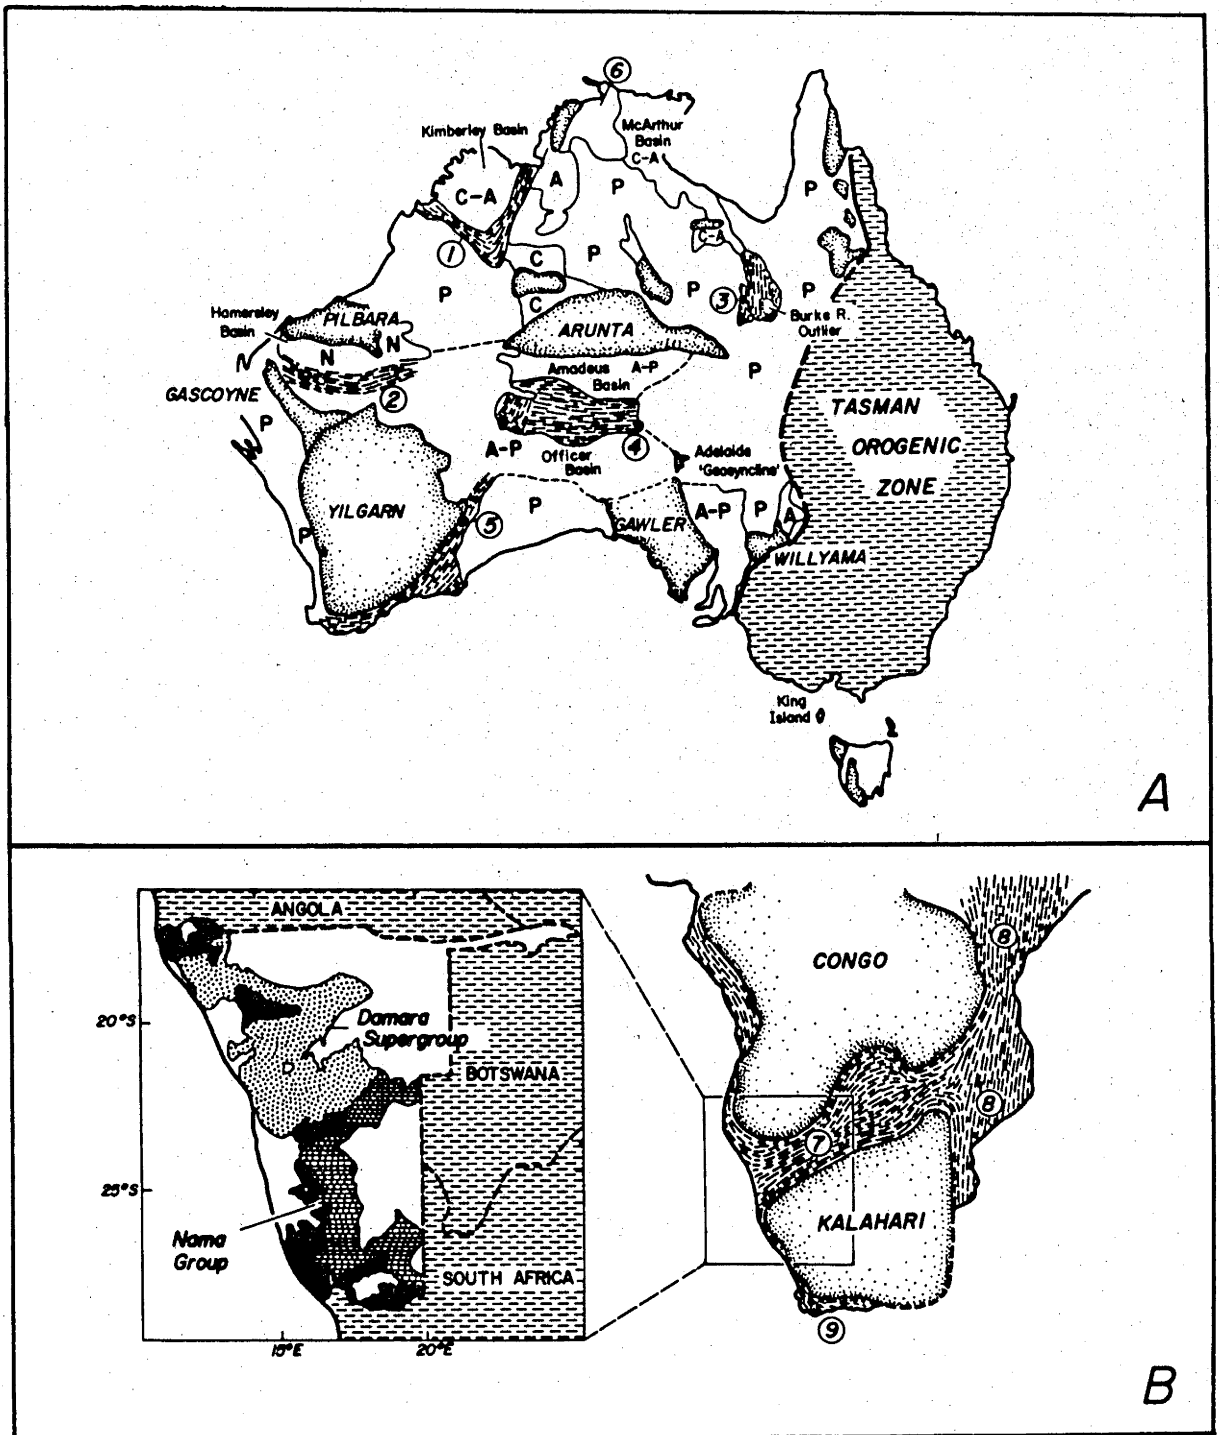 6
Kimberley Basin
McArthur
Basin
C-A
C-A
A
P
P
1
C
P
C-A
P
3
P
P
Burke R.
Outlier
C
Hamersley
Basin
PILBARA
N
N
ARUNTA
Amadeus
Basin
A-P
P
GASCOYNE
2
P
TASMAN
OROGENIC
ZONE
A-P
Officer
Basin
4
Adelaide
'Geosyncline'
YILGARN
5
P
P
GAWLER
A-P
P
A
WILLYAMA
King
Island
A
ANGOLA
Damara
Supergroup
D
20°S
BOTSWANA
25°S
Nama
Group
SOUTH AFRICA
15°E
20°E
CONGO
8
8
7
KALAHARI
9
B